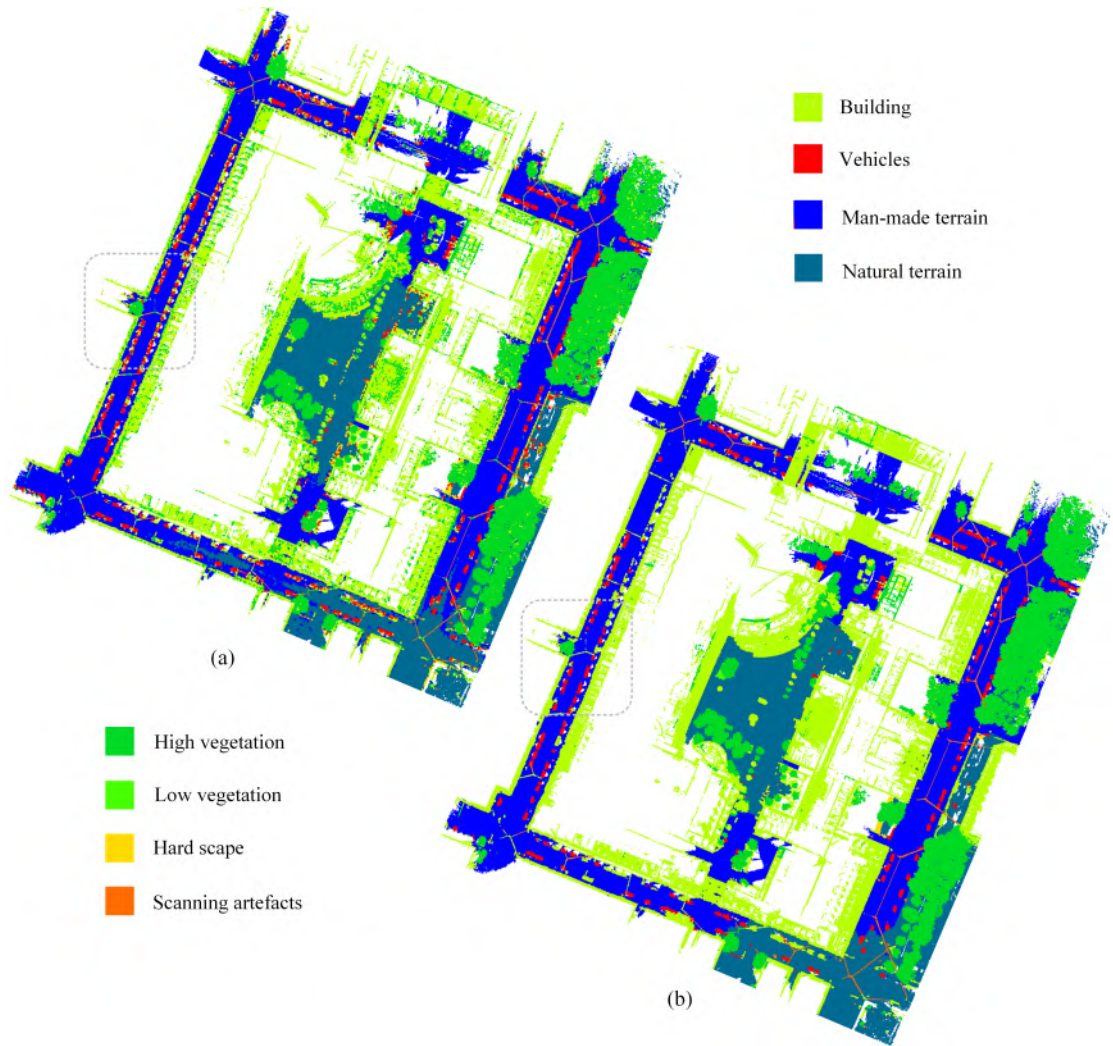 Building
Vehicles
Man-made terrain
Natural terrain
(a)
High vegetation
Low vegetation
Hard scape
Scanning artefacts
(b)